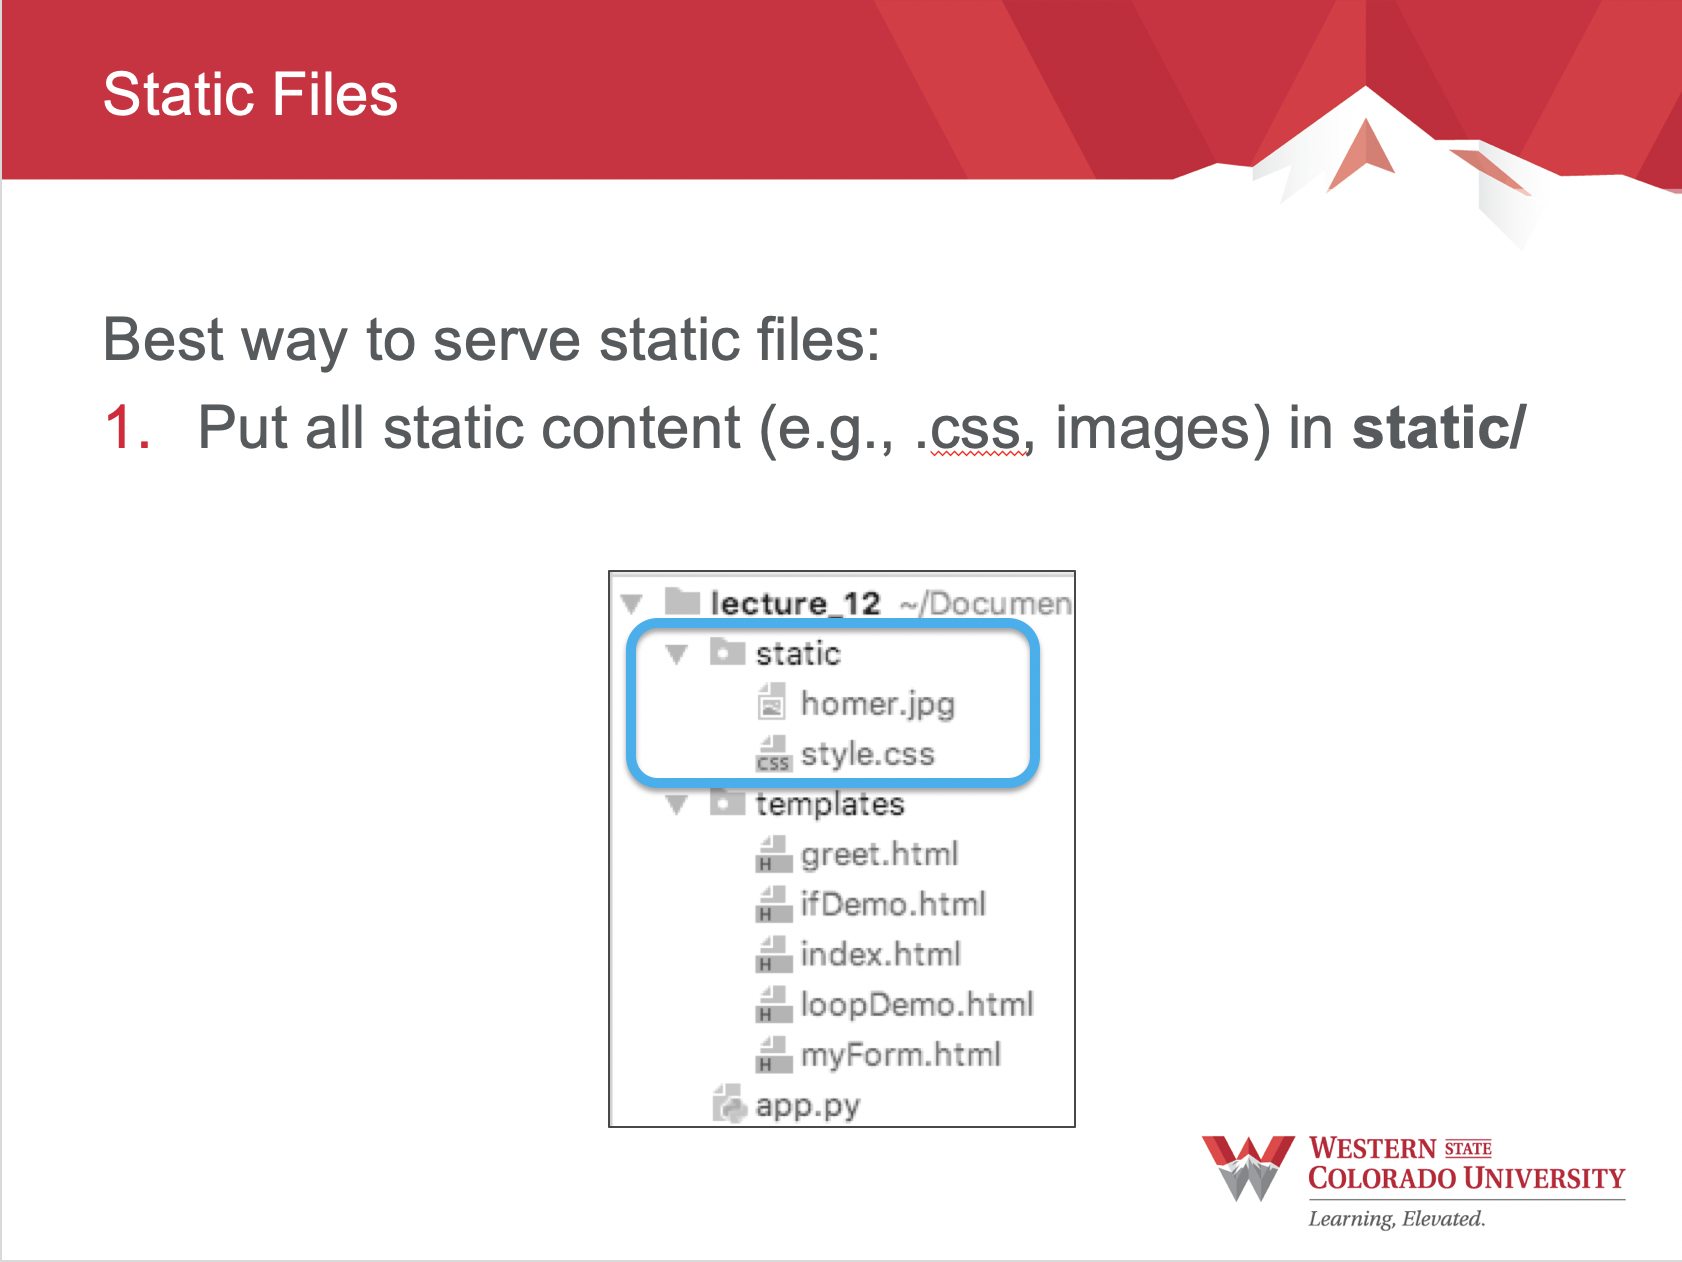 Static Files
Best way to serve static files:
1. Put all static content (e.g., .css, images) in static/
lecture_12 ~/Documen
static
homer.jpg
CSS style.css
templates
H greet.html
H ifDemo.html
H index.html
H loopDemo.html
H myForm.html
app.py
WESTERN STATE
COLORADO UNIVERSITY
Learning, Elevated.